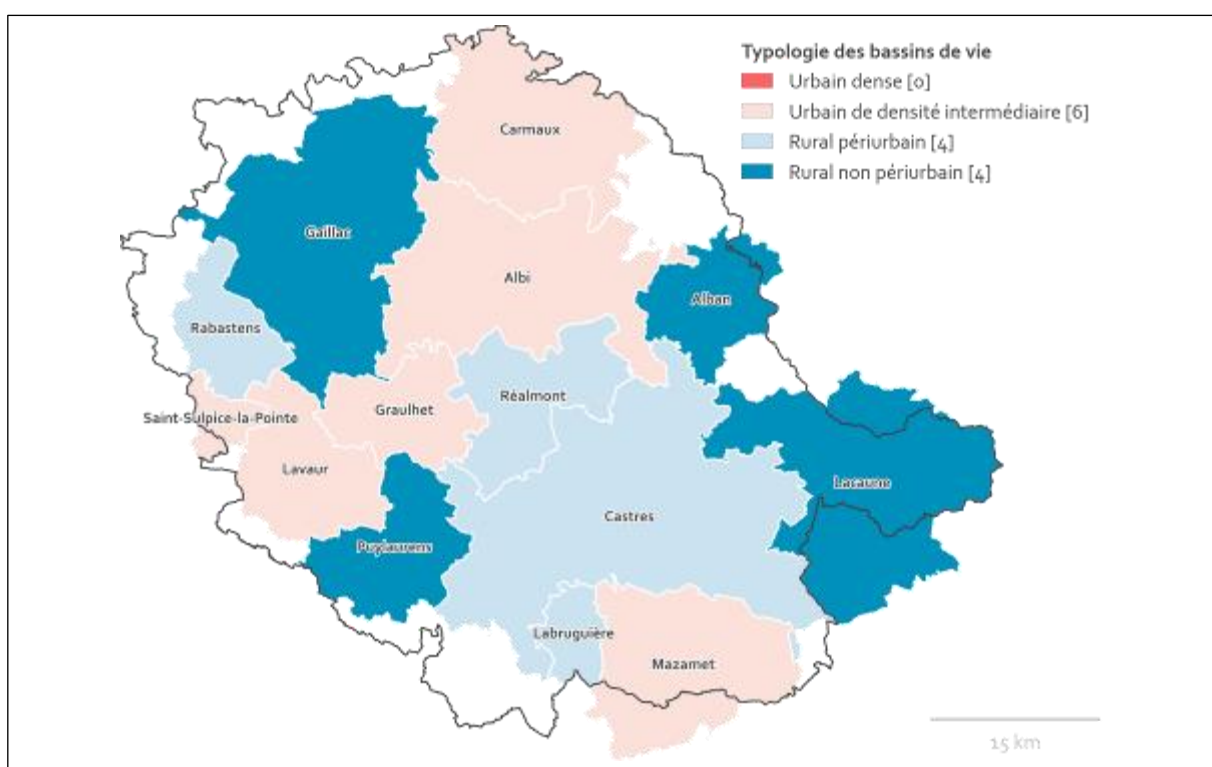 Typologie des bassins de vie
Urbain dense [0]
Urbain de densité intermédiaire [6]
Rural périurbain [4]
Rural non périurbain [4]
Carmaux
Gaillac
Albi
Alban
Rabastens
Réalmont
Graulhet
Saint-Sulpice-la-Pointe
Lavaur
Lacaune
Castres
Puylaurens
Labruguière
Mazamet
15 km